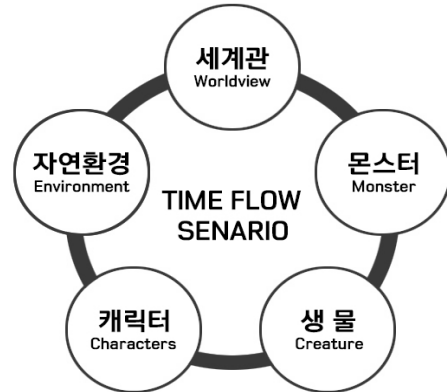 세계관
Worldview
자연환경
Environment
몬스터
Monster
TIME FLOW
SENARIO
캐릭터
Characters
생 물
Creature